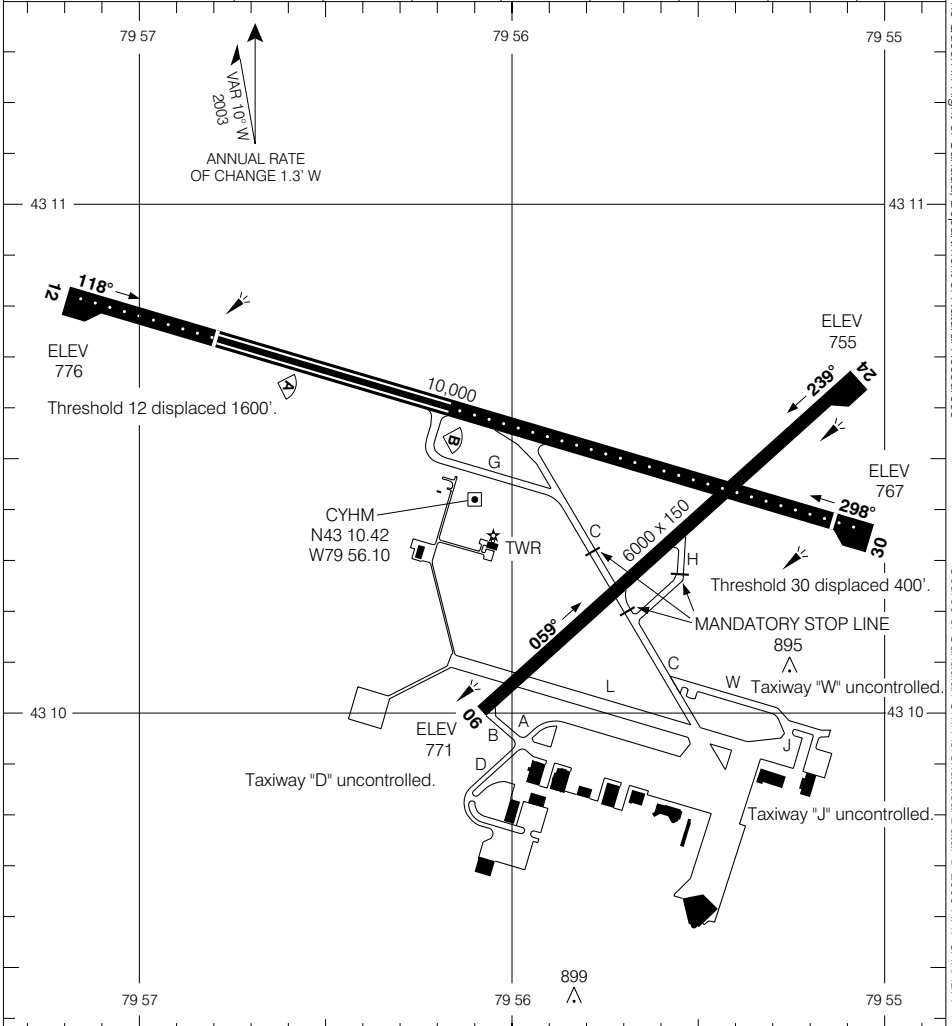 79 57
79 56
79 55
VAR 10° W
2003
ANNUAL RATE
OF CHANGE 1.3' W
43 11
43 11
12
118°
ELEV
776
Threshold 12 displaced 1600'.
A
10,000
B
G
ELEV
755
24
239°
ELEV
767
298°
30
CYHM
N43 10.42
W79 56.10
TWR
C
6000 x 150
H
Threshold 30 displaced 400'.
059°
MANDATORY STOP LINE
895
C
W
Taxiway "W" uncontrolled.
L
43 10
43 10
06
ELEV
771
B
A
D
J
Taxiway "D" uncontrolled.
Taxiway "J" uncontrolled.
899
79 57
79 56
79 55